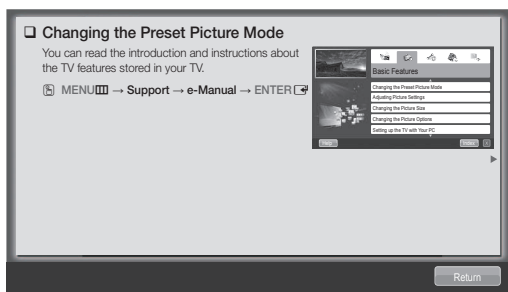 ❑ Changing the Preset Picture Mode
You can read the introduction and instructions about
the TV features stored in your TV.
MENU → Support → e-Manual → ENTER
Basic Features
Changing the Preset Picture Mode
Adjusting Picture Settings
Changing the Picture Size
Changing the Picture Options
Setting up the TV with Your PC
Help Index X
Return